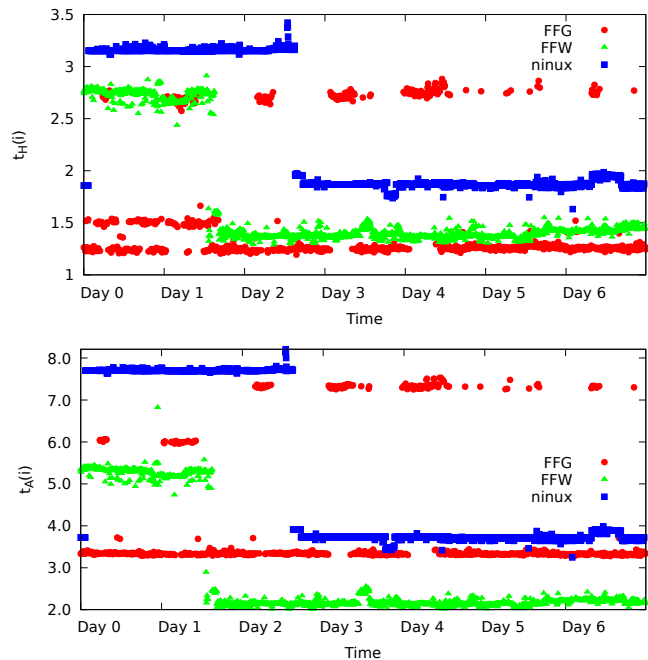 3.5
3
2.5
2
1.5
1
t_H(i)
FFG
FFW
ninux
Day 0 Day 1 Day 2 Day 3 Day 4 Day 5 Day 6
Time
8.0
7.0
6.0
5.0
4.0
3.0
2.0
t_A(i)
FFG
FFW
ninux
Day 0 Day 1 Day 2 Day 3 Day 4 Day 5 Day 6
Time